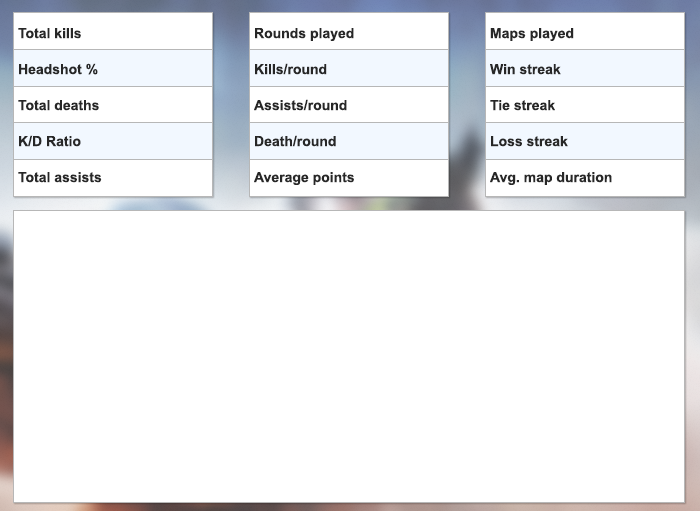 Total kills
Headshot %
Total deaths
K/D Ratio
Total assists
Rounds played
Kills/round
Assists/round
Death/round
Average points
Maps played
Win streak
Tie streak
Loss streak
Avg. map duration